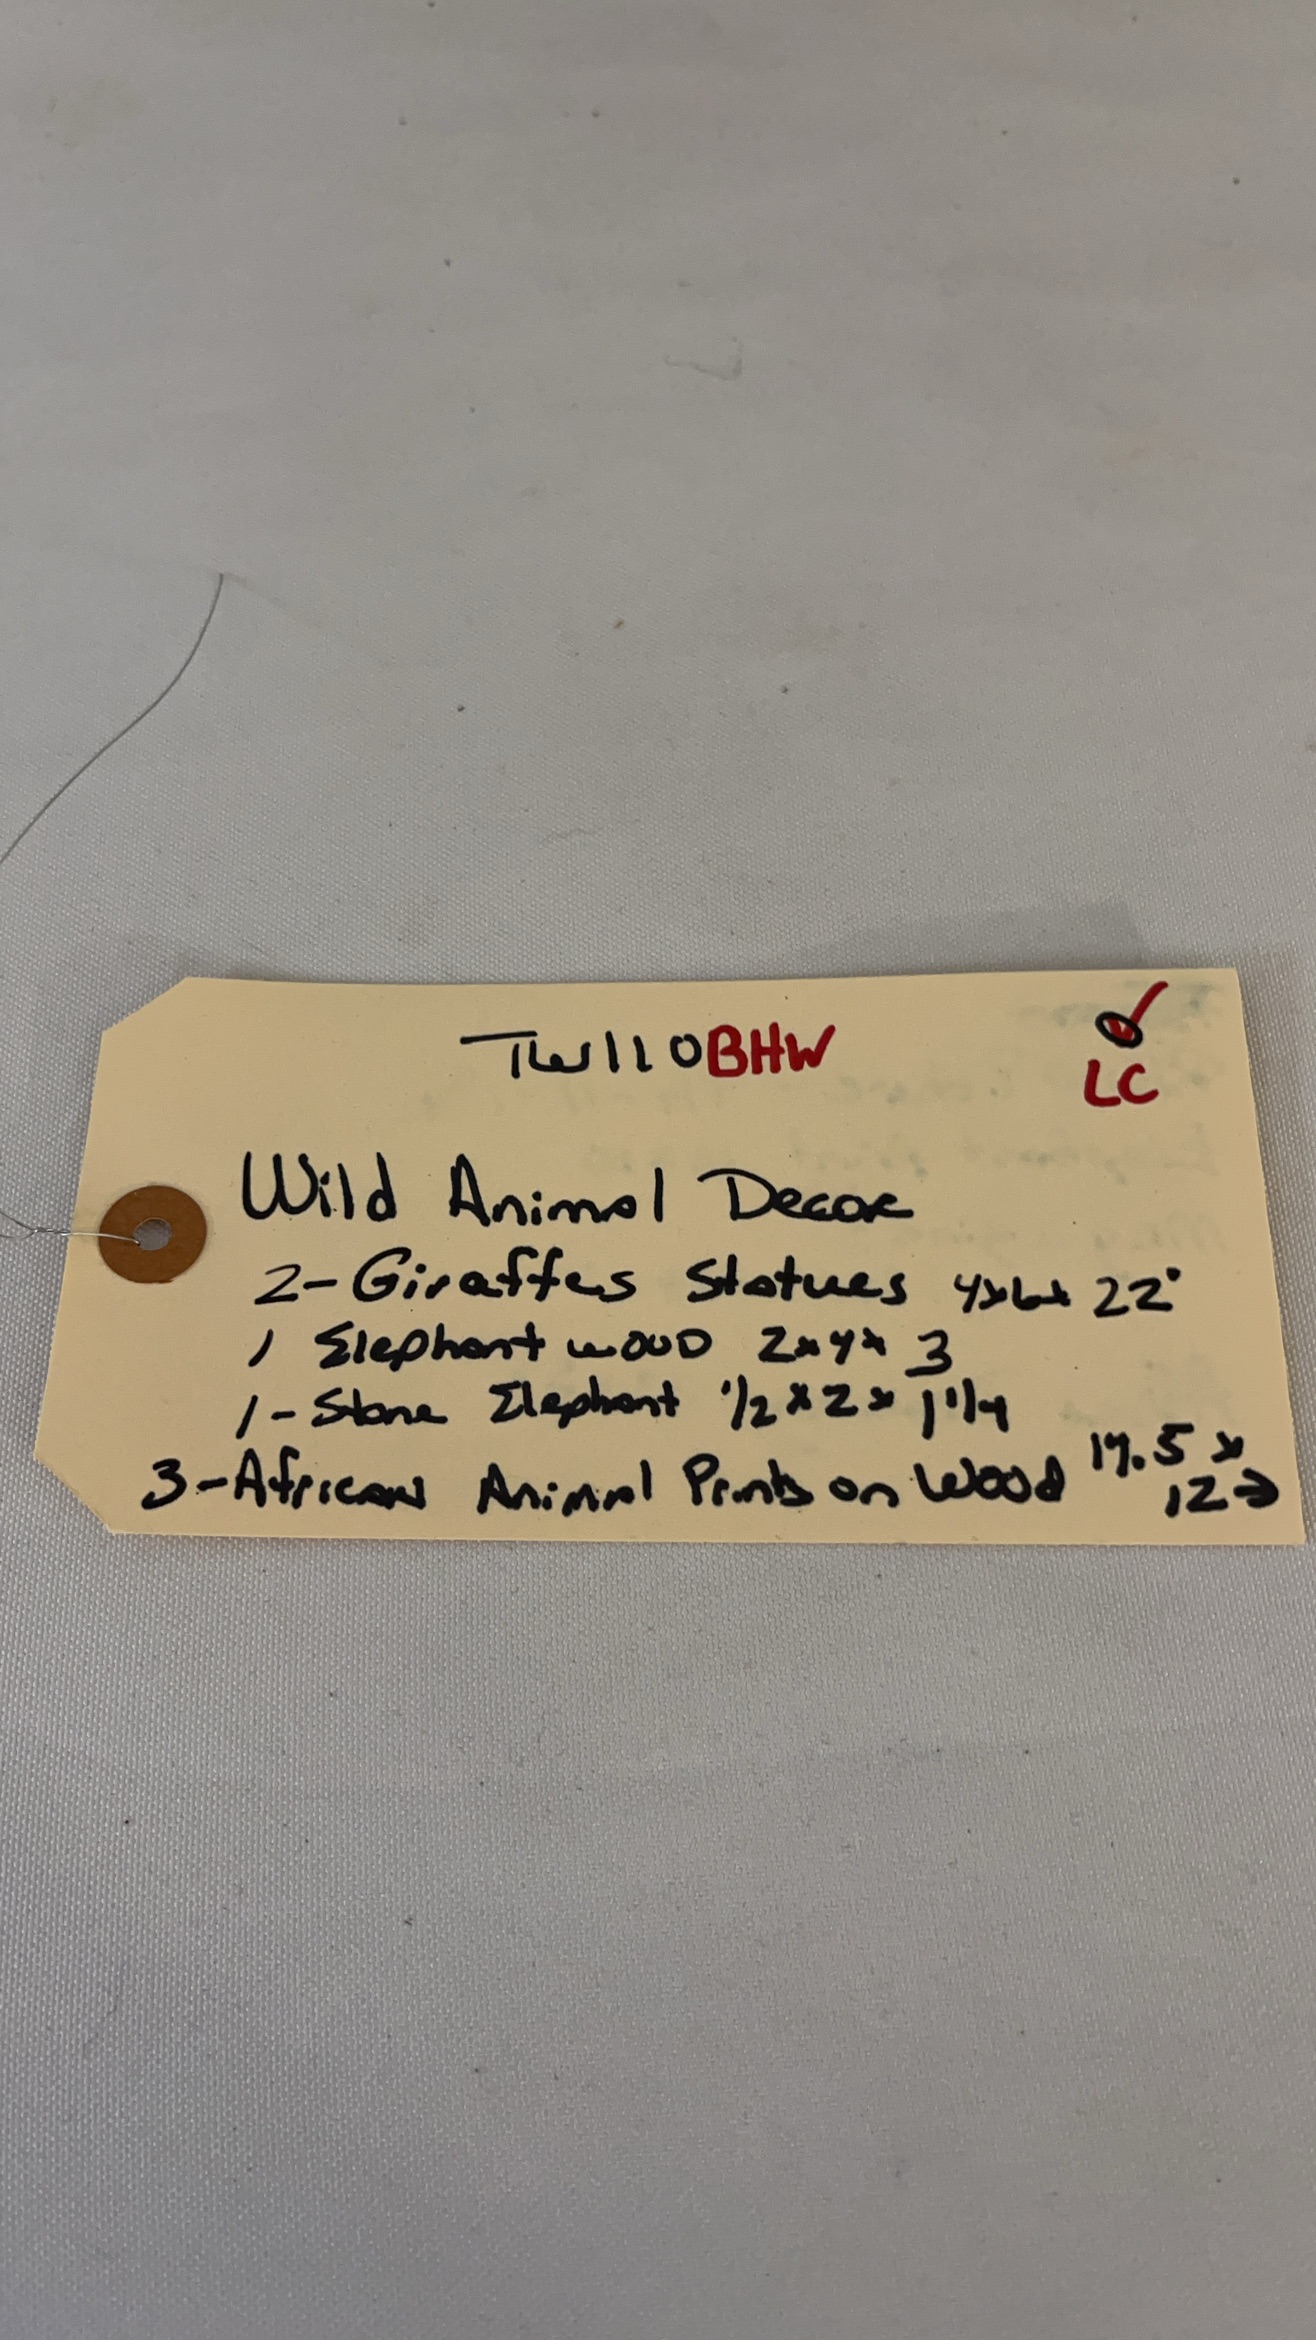 TW110BHW
LC
Wild Animal Decor
2-Giraffes Statues 4x6x 22"
1 Elephant wood 2x4x 3
1-Stone Elephant 1/2 x 2 x 1 1/4
3-African Animal Prints on Wood 17.5 x
12→